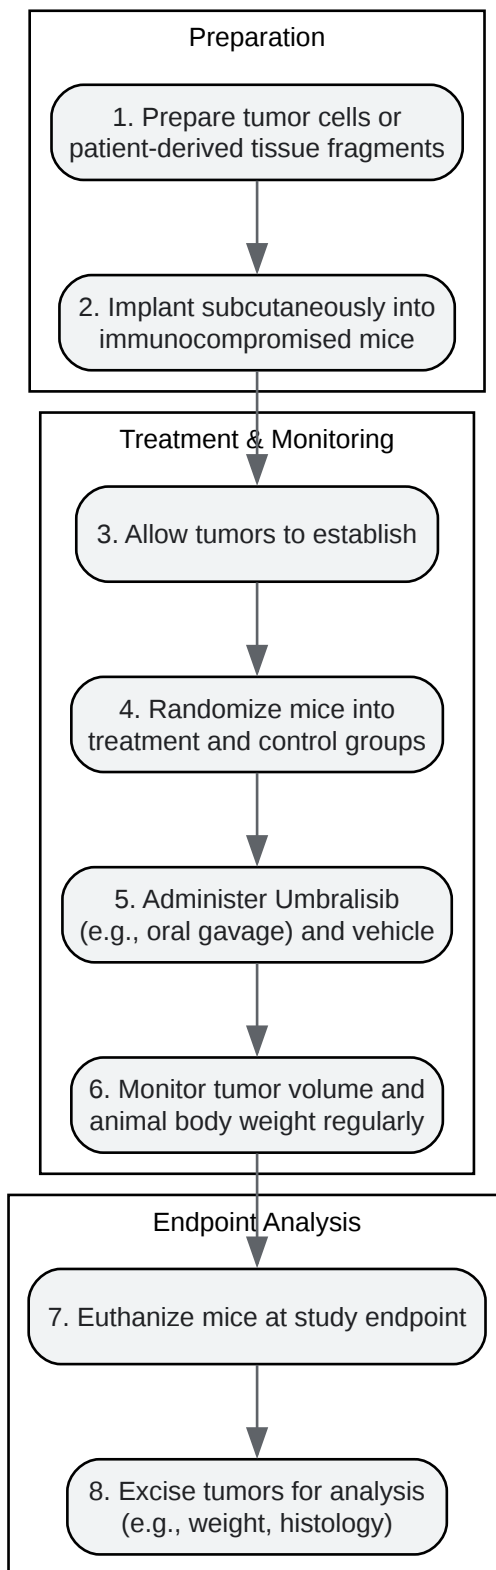 Preparation
1. Prepare tumor cells or
patient-derived tissue fragments
2. Implant subcutaneously into
immunocompromised mice
Treatment & Monitoring
3. Allow tumors to establish
4. Randomize mice into
treatment and control groups
5. Administer Umbralisib
(e.g., oral gavage) and vehicle
6. Monitor tumor volume and
animal body weight regularly
Endpoint Analysis
7. Euthanize mice at study endpoint
8. Excise tumors for analysis
(e.g., weight, histology)